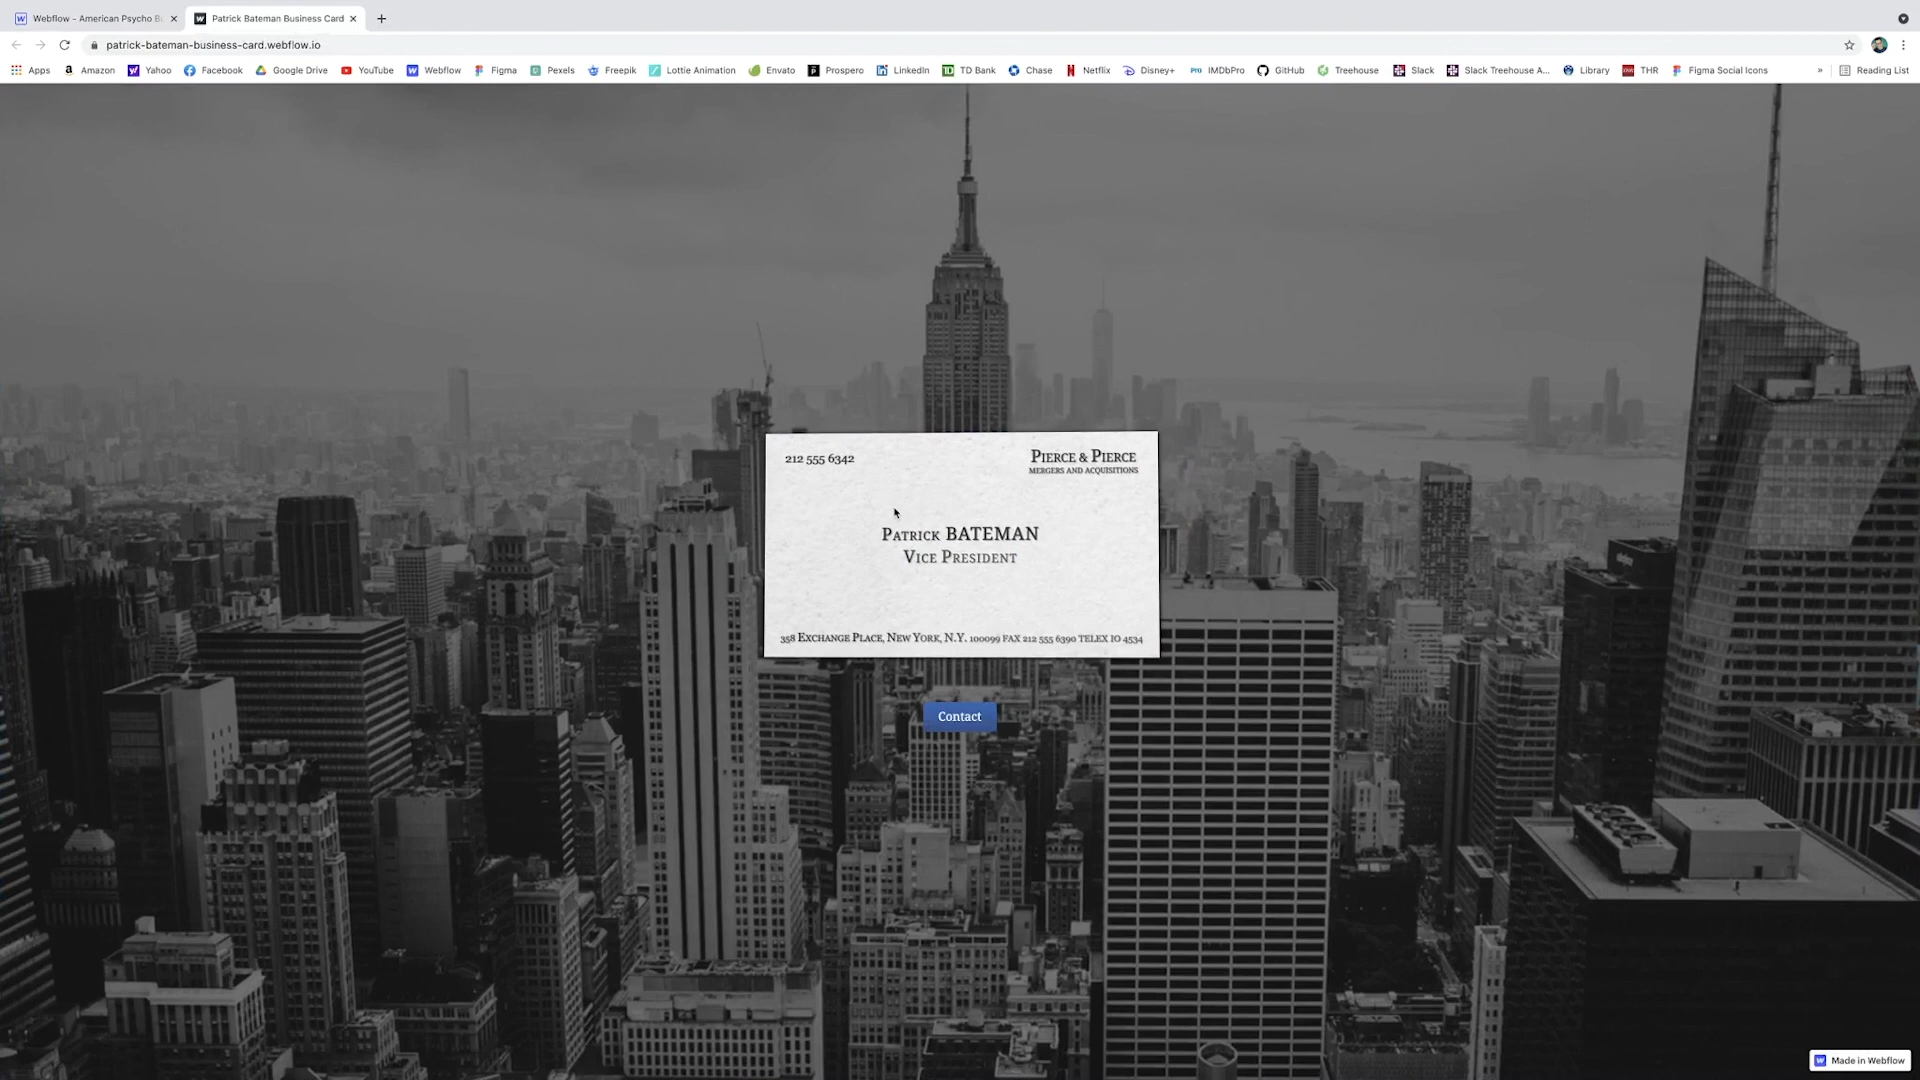 Webflow - American Psycho B
Patrick Bateman Business Card
patrick-bateman-business-card.webflow.io
Apps
Amazon
Yahoo
Facebook
Google Drive
YouTube
Webflow
Figma
Pexels
Freepik
Lottie Animation
Envato
Prospero
LinkedIn
TD Bank
Chase
Netflix
Disney+
IMDbPro
GitHub
Treehouse
Slack
Slack Treehouse A...
Library
THR
Figma Social Icons
»
Reading List
212 555 6342
Pierce & Pierce
MERGERS AND ACQUISITIONS
Patrick BATEMAN
Vice President
358 Exchange Place, New York, N.Y. 100099 FAX 212 555 6390 TELEX IO 4534
Contact
Made in Webflow